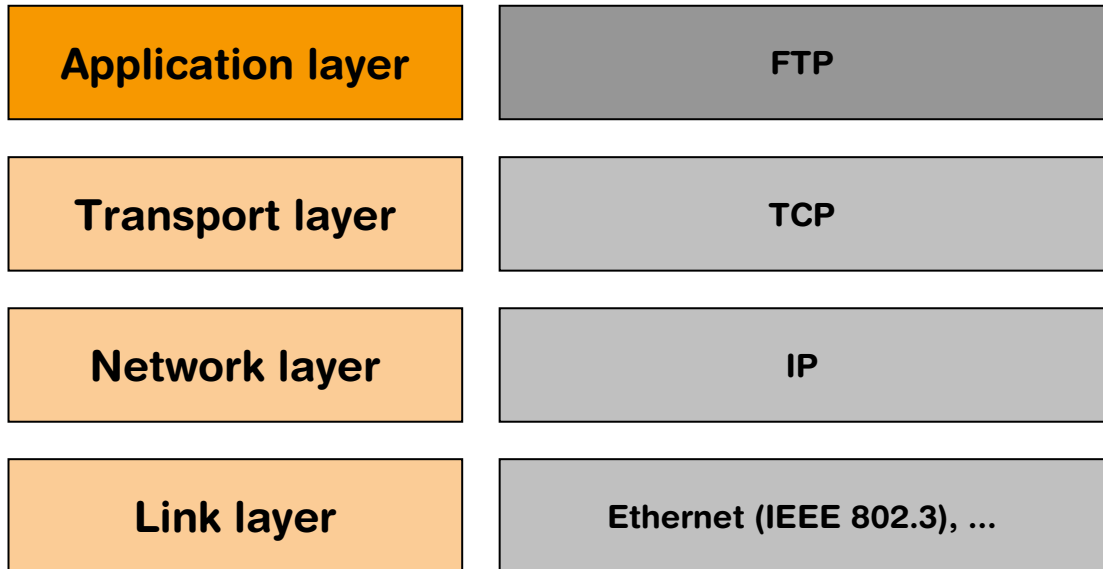 Application layer
FTP
Transport layer
TCP
Network layer
IP
Link layer
Ethernet (IEEE 802.3), ...